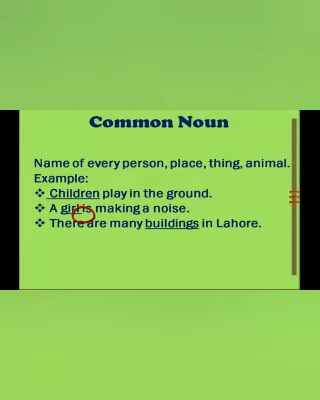 Common Noun
Name of every person, place, thing, animal.
Example:
❖ Children play in the ground.
❖ A girl is making a noise.
❖ There are many buildings in Lahore.